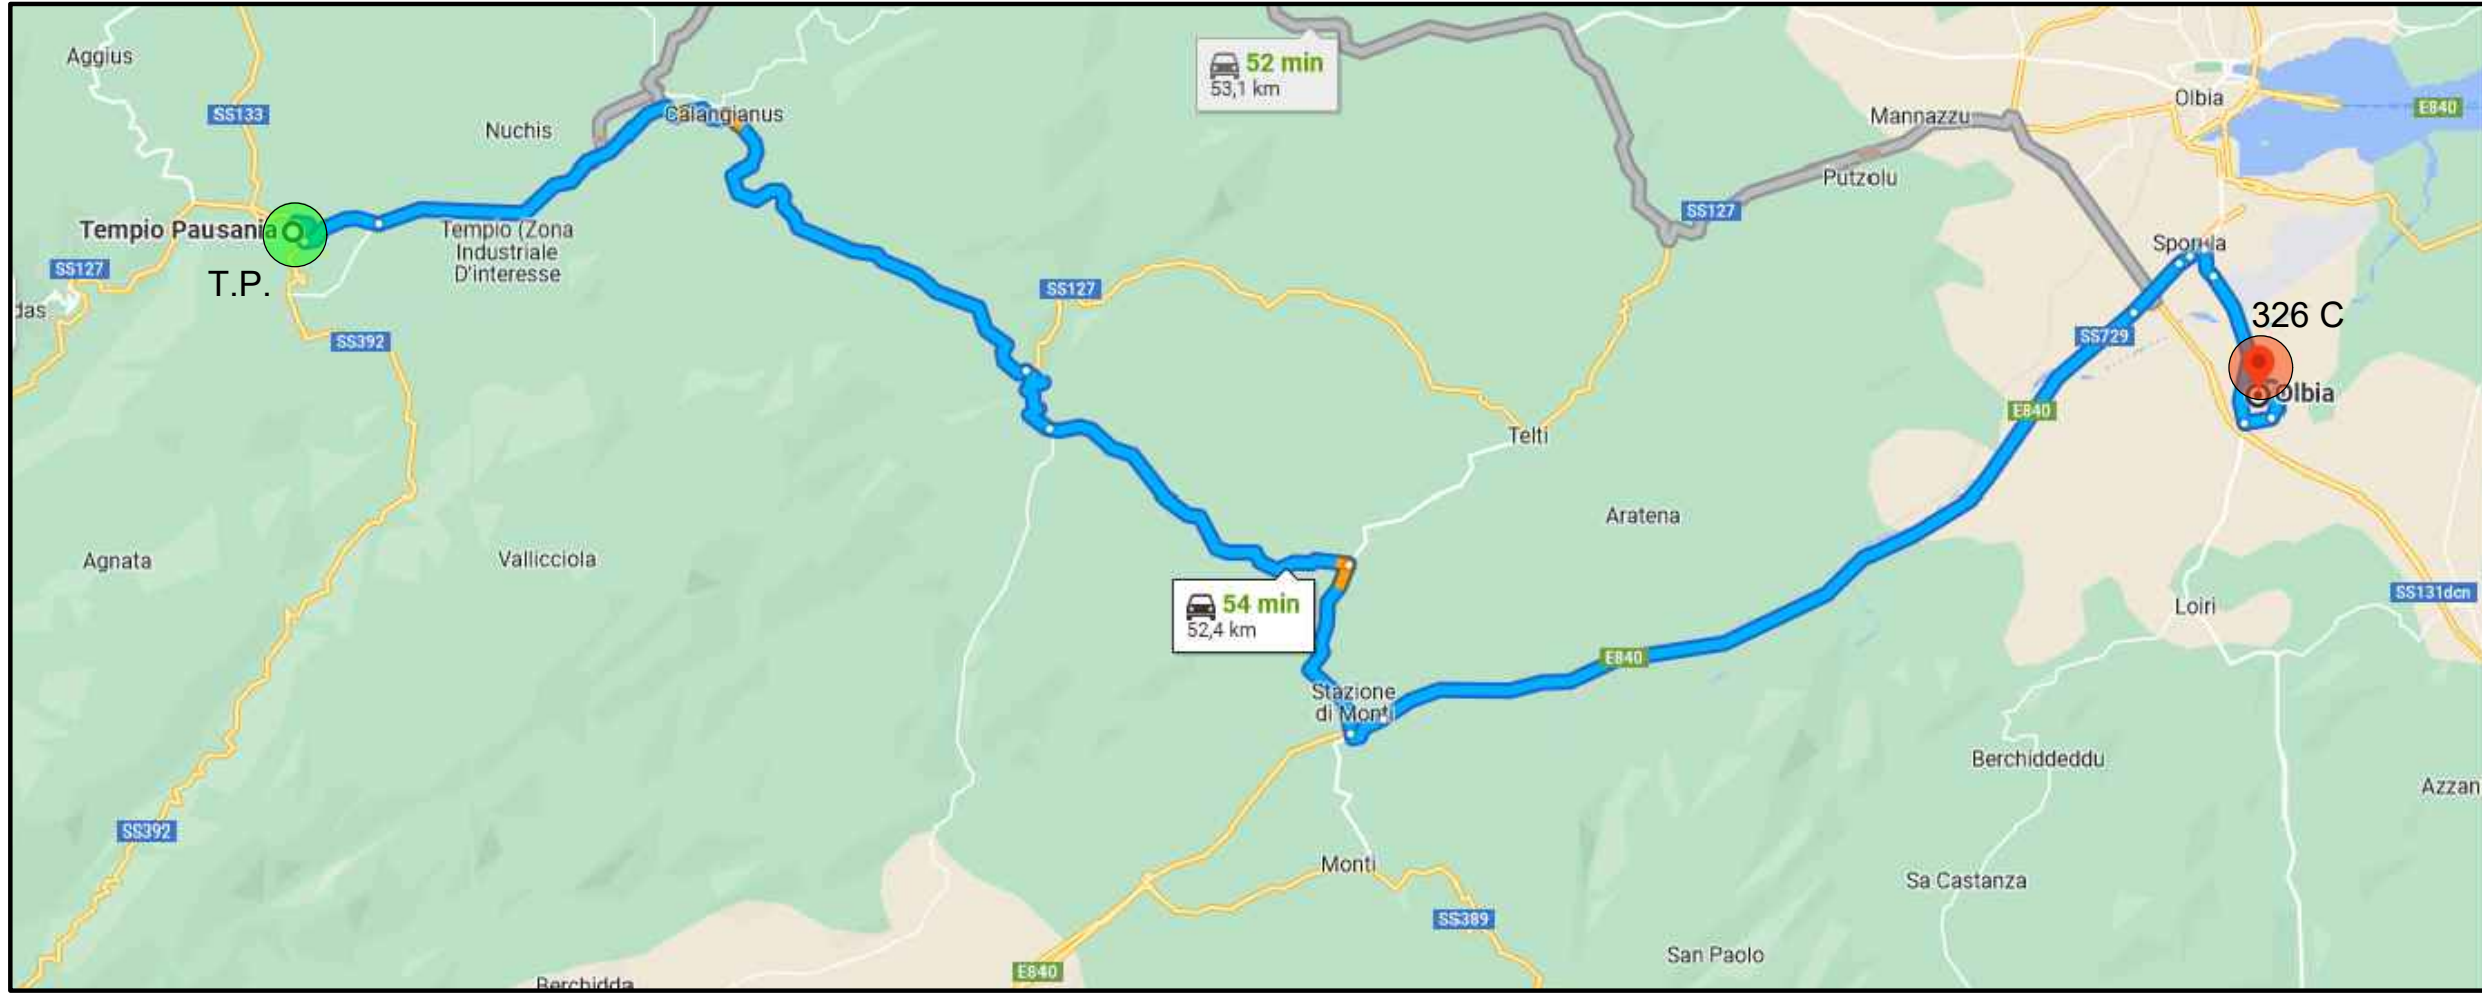 Aggius
52 min
53,1 km
Olbia
E840
SS133
Calangianus
Mannazzu
Nuchis
Putzolu
Tempio Pausania
SS127
Tempio (Zona
Industriale
D'interesse
Sporula
T.P.
SS127
SS127
das
326 C
SS392
SS729
Olbia
E840
Telti
Aratena
Agnata
Vallicciola
54 min
52,4 km
SS131dcn
Loiri
E840
Stazione
di Monti
Berchiddeddu
Azzan
SS392
Monti
Sa Castanza
SS389
San Paolo
E840
Berchidda